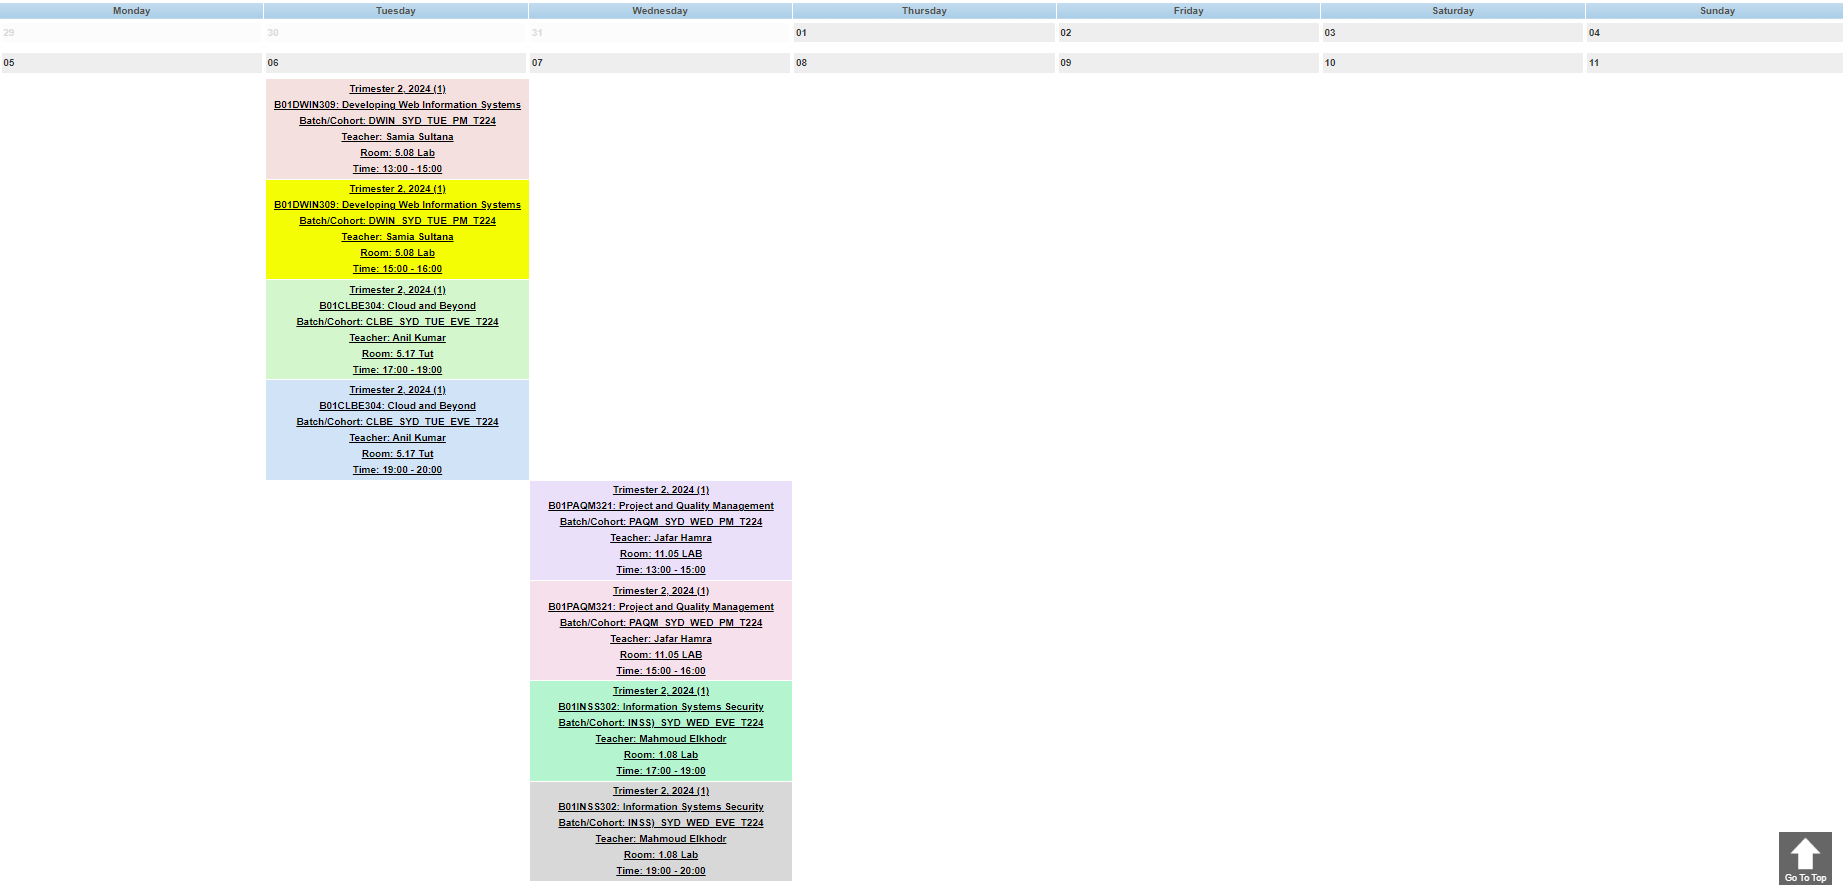 Monday Tuesday Wednesday Thursday Friday Saturday Sunday
29 30 31 01 02 03 04
05 06 07 08 09 10 11
Trimester 2, 2024 (1)
B01DWIN309: Developing Web Information Systems
Batch/Cohort: DWIN_SYD_TUE_PM_T224
Teacher: Samia Sultana
Room: 5.08 Lab
Time: 13:00 - 15:00
Trimester 2, 2024 (1)
B01DWIN309: Developing Web Information Systems
Batch/Cohort: DWIN_SYD_TUE_PM_T224
Teacher: Samia Sultana
Room: 5.08 Lab
Time: 15:00 - 16:00
Trimester 2, 2024 (1)
B01CLBE304: Cloud and Beyond
Batch/Cohort: CLBE_SYD_TUE_EVE_T224
Teacher: Anil Kumar
Room: 5.17 Tut
Time: 17:00 - 19:00
Trimester 2, 2024 (1)
B01CLBE304: Cloud and Beyond
Batch/Cohort: CLBE_SYD_TUE_EVE_T224
Teacher: Anil Kumar
Room: 5.17 Tut
Time: 19:00 - 20:00
Trimester 2, 2024 (1)
B01PAQM321: Project and Quality Management
Batch/Cohort: PAQM_SYD_WED_PM_T224
Teacher: Jafar Hamra
Room: 11.05 LAB
Time: 13:00 - 15:00
Trimester 2, 2024 (1)
B01PAQM321: Project and Quality Management
Batch/Cohort: PAQM_SYD_WED_PM_T224
Teacher: Jafar Hamra
Room: 11.05 LAB
Time: 15:00 - 16:00
Trimester 2, 2024 (1)
B01INSS302: Information Systems Security
Batch/Cohort: INSS)_SYD_WED_EVE_T224
Teacher: Mahmoud Elkhodr
Room: 1.08 Lab
Time: 17:00 - 19:00
Trimester 2, 2024 (1)
B01INSS302: Information Systems Security
Batch/Cohort: INSS)_SYD_WED_EVE_T224
Teacher: Mahmoud Elkhodr
Room: 1.08 Lab
Time: 19:00 - 20:00
Go To Top